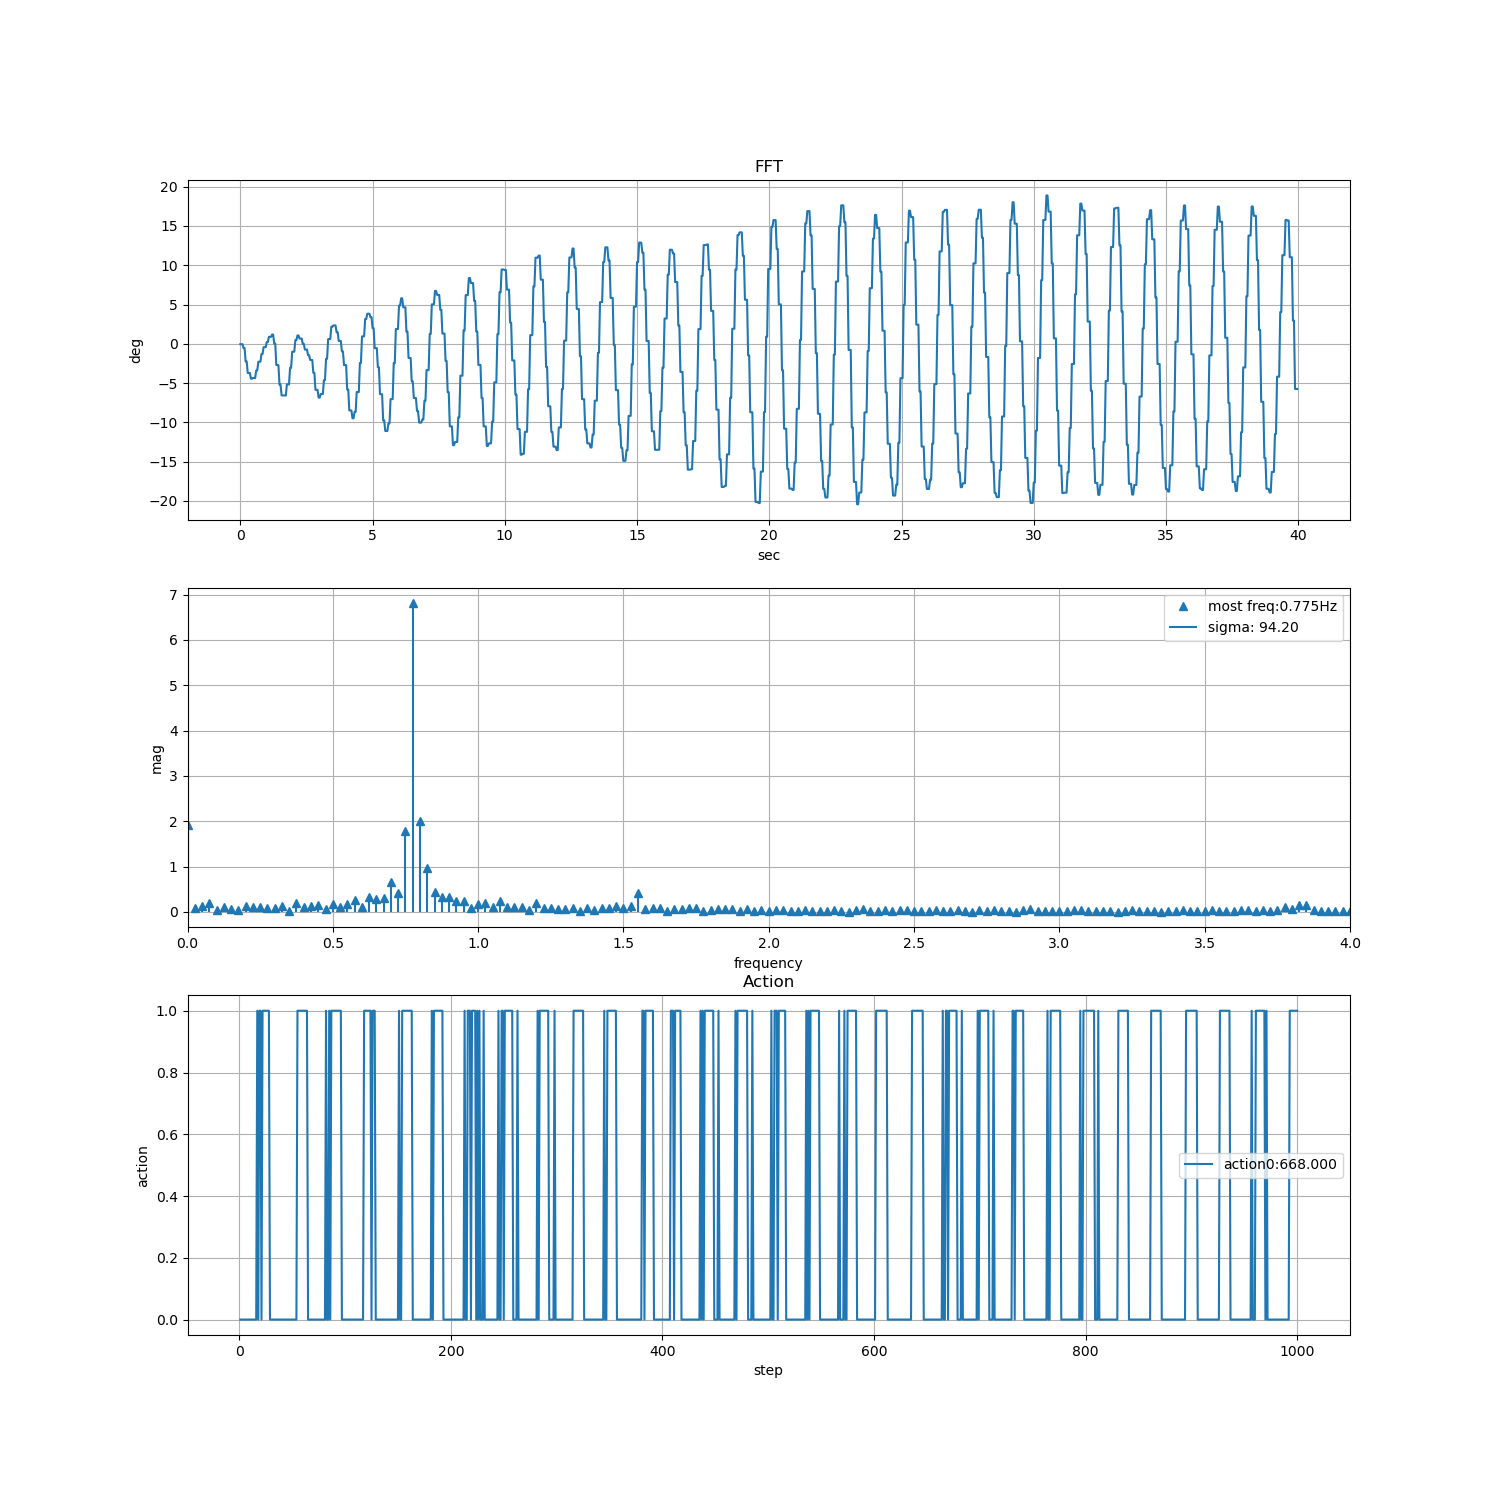 FFT
20
15
10
5
0
−5
−10
−15
−20
deg
0 5 10 15 20 25 30 35 40
sec
7
6
5
4
3
2
1
0
mag
most freq:0.775Hz
sigma: 94.20
0.0 0.5 1.0 1.5 2.0 2.5 3.0 3.5 4.0
frequency
Action
1.0
0.8
0.6
0.4
0.2
0.0
action
action0:668.000
0 200 400 600 800 1000
step